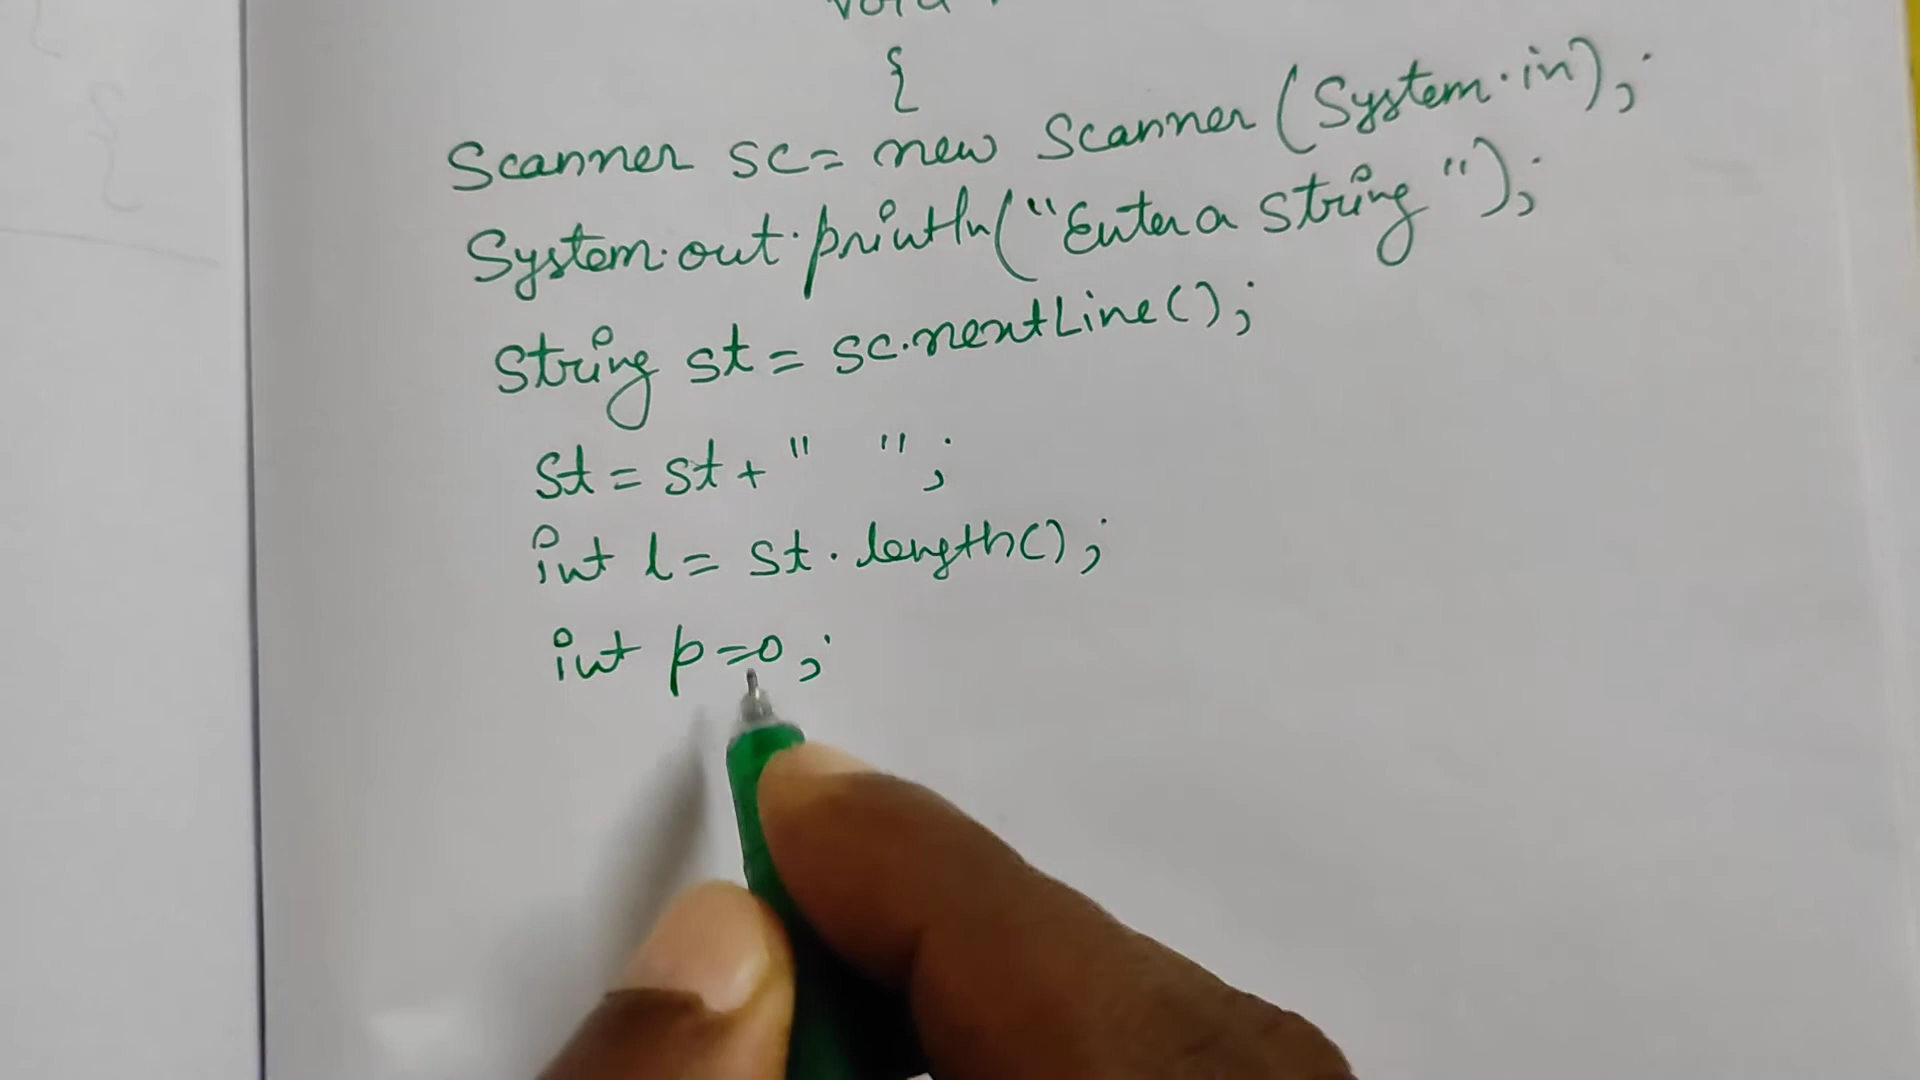 void
{
Scanner sc= new Scanner (System.in);
System.out.println("Enter a string ");
String st= sc.nextLine();
st= st+" ";
int l= st.length();
int p=0;